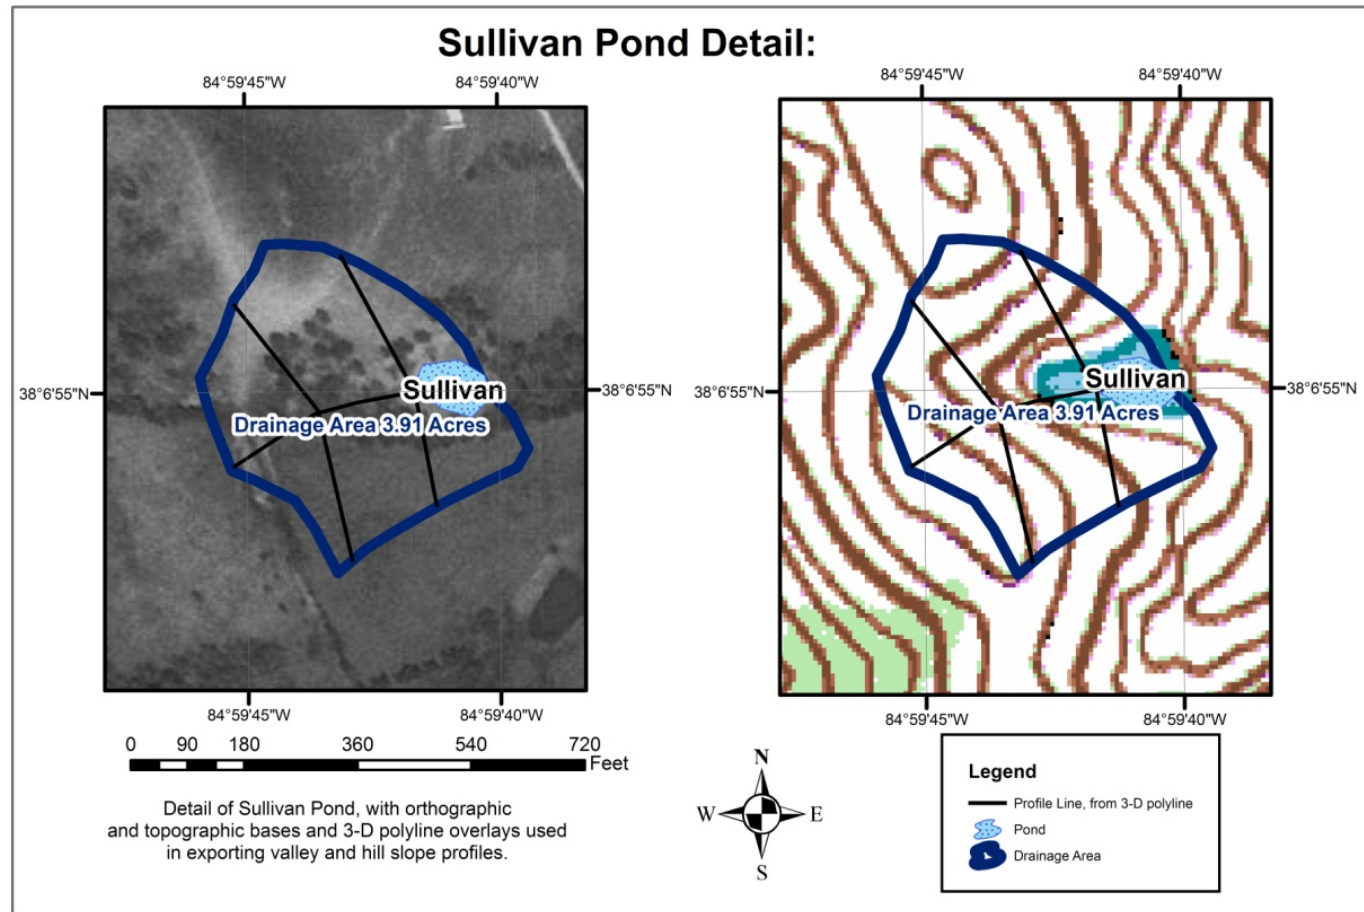 Sullivan Pond Detail:
84°59'45"W
84°59'40"W
84°59'45"W
84°59'40"W
38°6'55"N
Sullivan
Drainage Area 3.91 Acres
38°6'55"N
38°6'55"N
Sullivan
Drainage Area 3.91 Acres
38°6'55"N
84°59'45"W
84°59'40"W
84°59'45"W
84°59'40"W
0 90 180 360 540 720
Feet
Detail of Sullivan Pond, with orthographic
and topographic bases and 3-D polyline overlays used
in exporting valley and hill slope profiles.
N
W
E
S
Legend
Profile Line, from 3-D polyline
Pond
Drainage Area